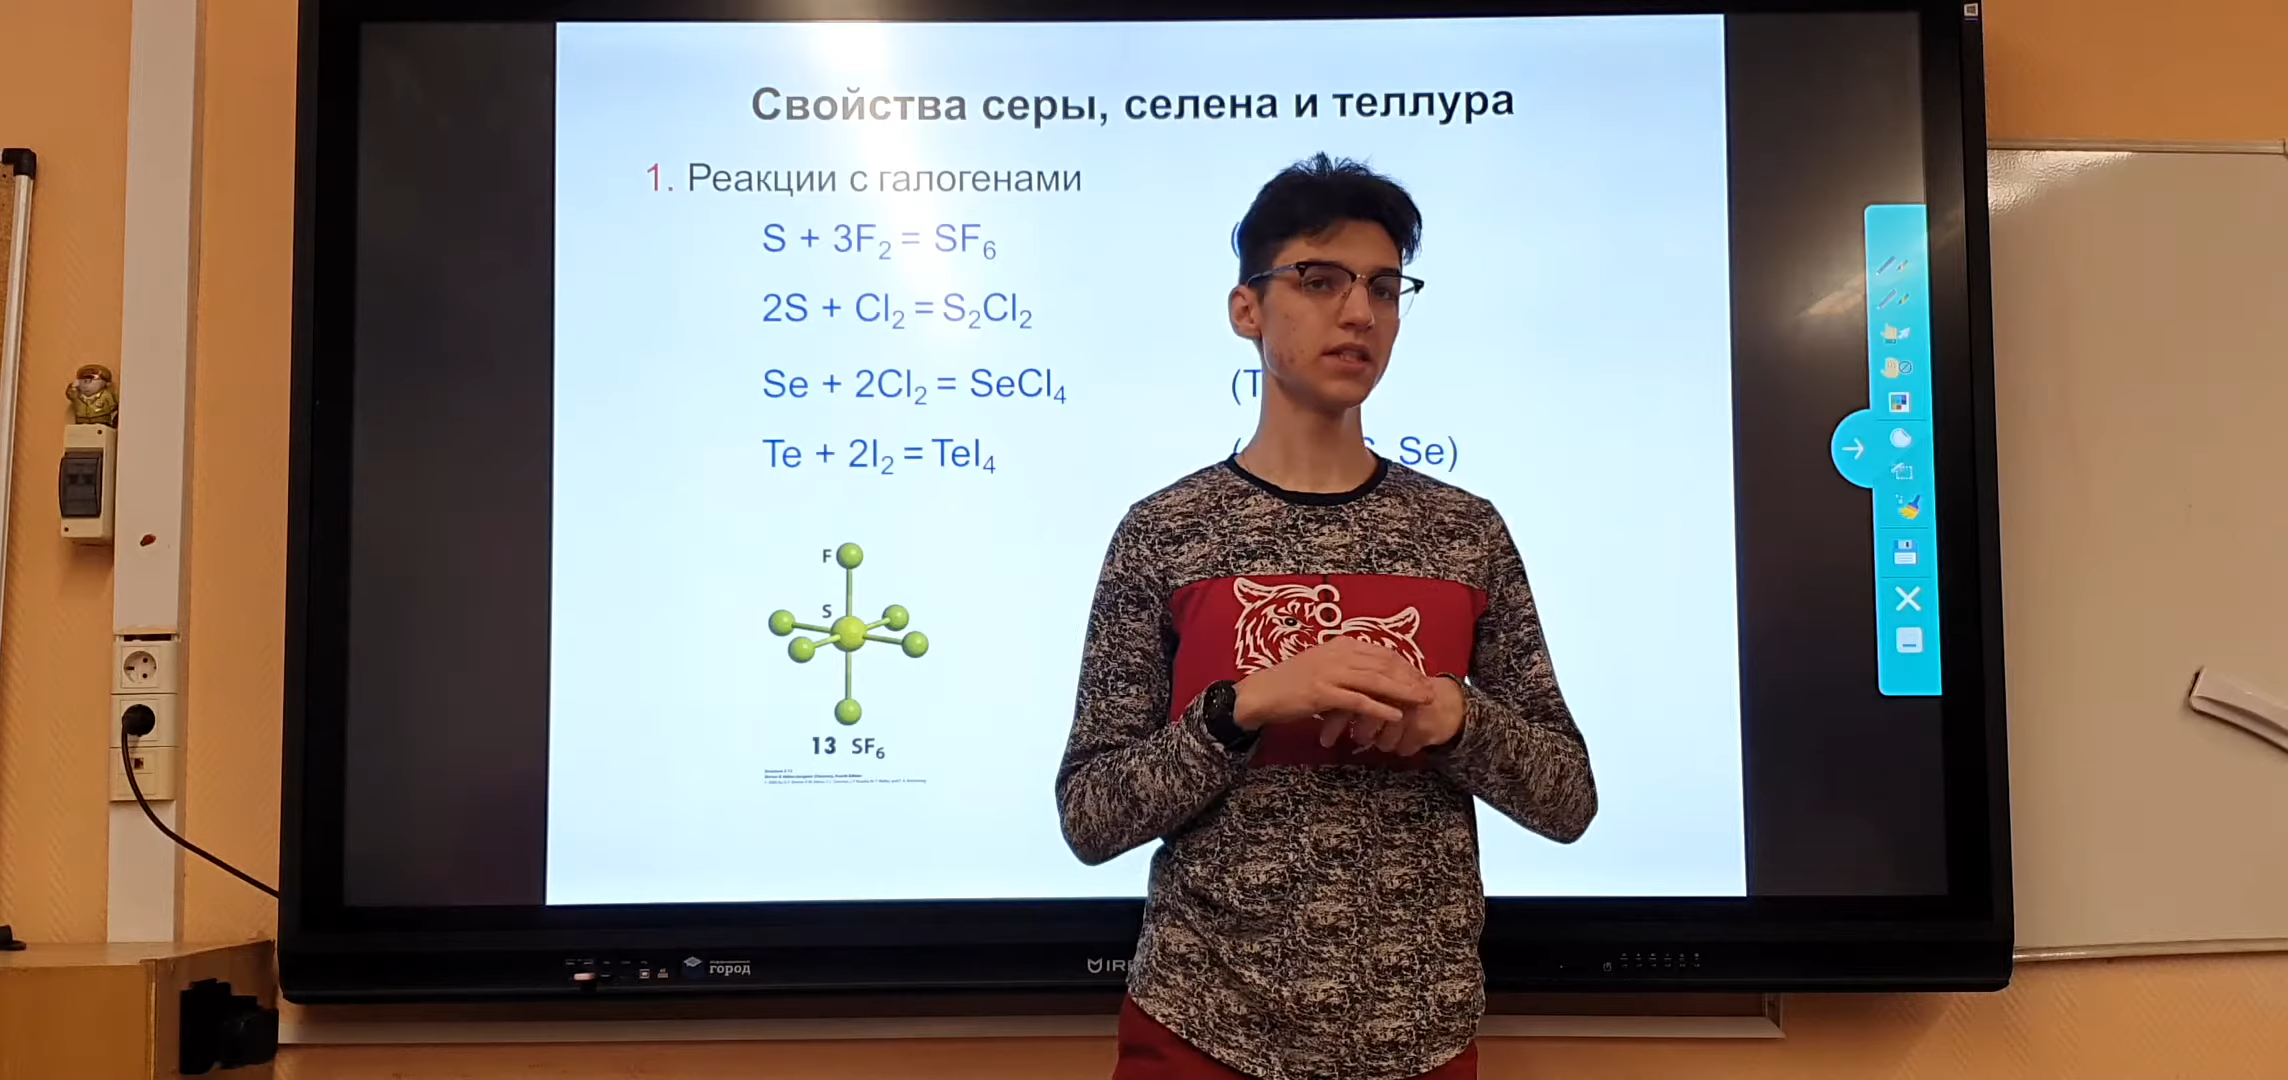 Свойства серы, селена и теллура
1. Реакции с галогенами
S + 3F₂ = SF₆ (
2S + Cl₂ = S₂Cl₂
Se + 2Cl₂ = SeCl₄ (T
Te + 2I₂ = TeI₄ ( S, Se)
F
S
13 SF₆
город